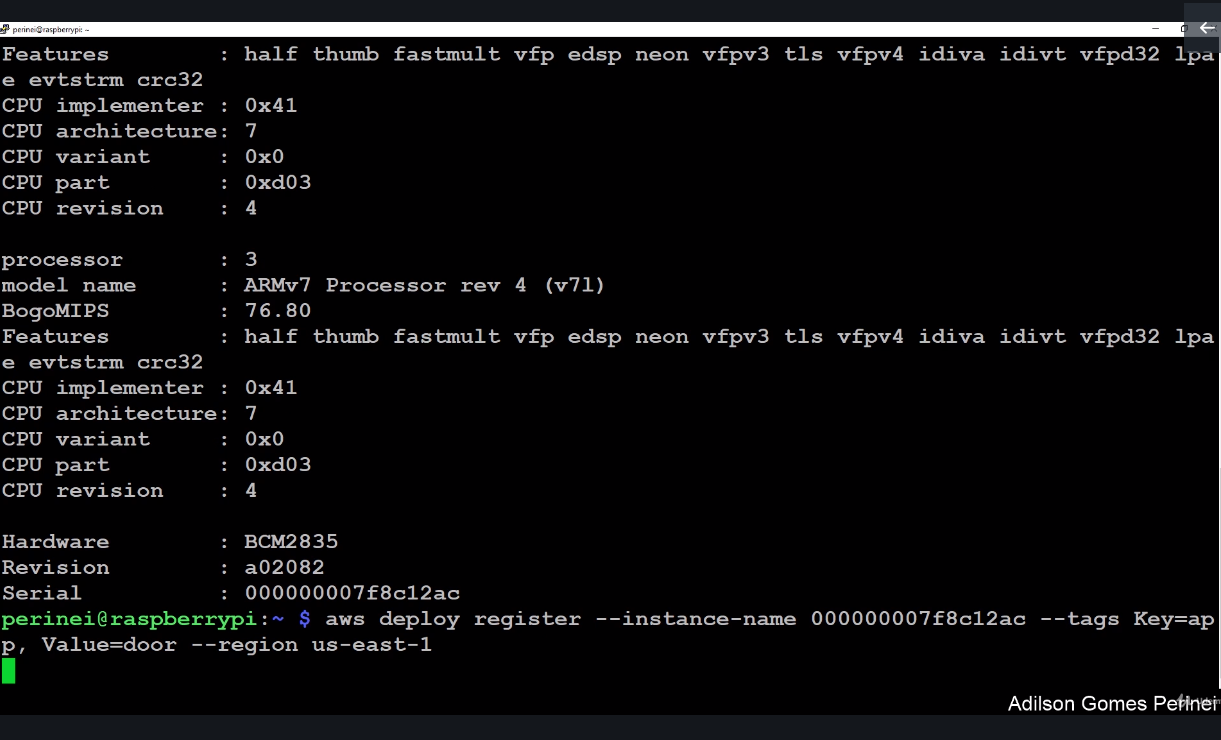 perinei@raspberrypi: ~
Features : half thumb fastmult vfp edsp neon vfpv3 tls vfpv4 idiva idivt vfpd32 lpa
e evtstrm crc32
CPU implementer : 0x41
CPU architecture: 7
CPU variant : 0x0
CPU part : 0xd03
CPU revision : 4
processor : 3
model name : ARMv7 Processor rev 4 (v7l)
BogoMIPS : 76.80
Features : half thumb fastmult vfp edsp neon vfpv3 tls vfpv4 idiva idivt vfpd32 lpa
e evtstrm crc32
CPU implementer : 0x41
CPU architecture: 7
CPU variant : 0x0
CPU part : 0xd03
CPU revision : 4
Hardware : BCM2835
Revision : a02082
Serial : 000000007f8c12ac
perinei@raspberrypi:~ $ aws deploy register --instance-name 000000007f8c12ac --tags Key=ap
p, Value=door --region us-east-1
Adilson Gomes Perinei